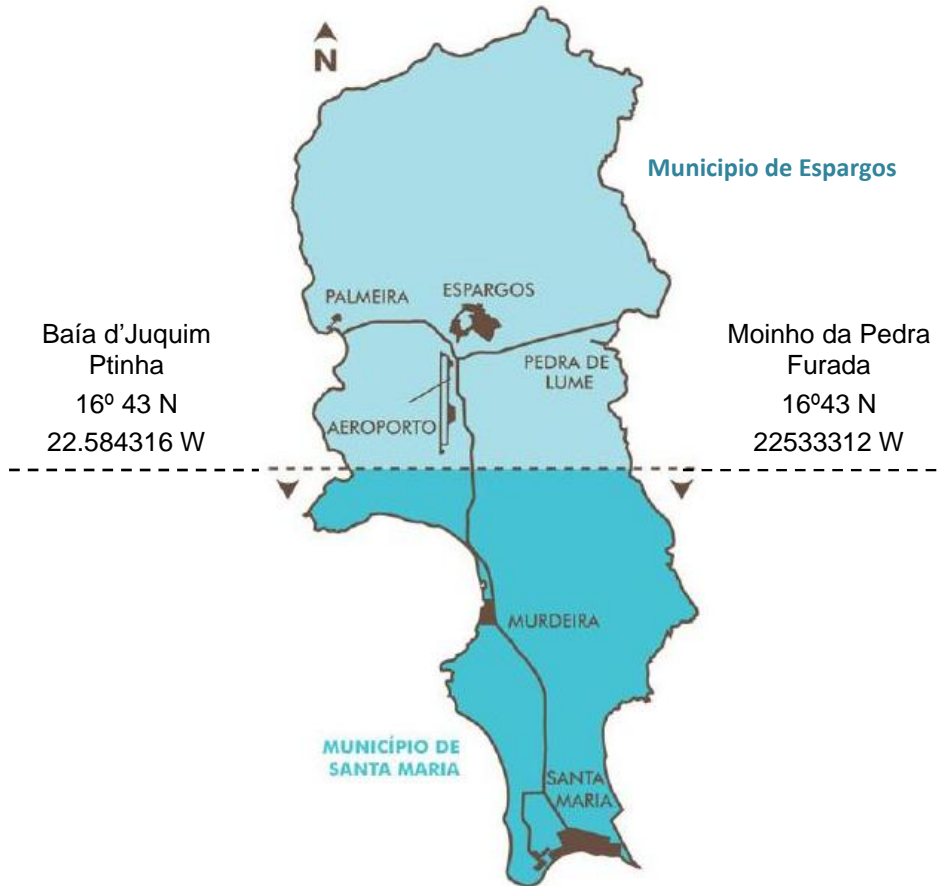 N
Municipio de Espargos
PALMEIRA
ESPARGOS
Baía d’Juquim
Ptinha
16º 43 N
22.584316 W
Moinho da Pedra
Furada
16º43 N
22533312 W
PEDRA DE
LUME
AEROPORTO
MURDEIRA
MUNICÍPIO DE
SANTA MARIA
SANTA
MARIA